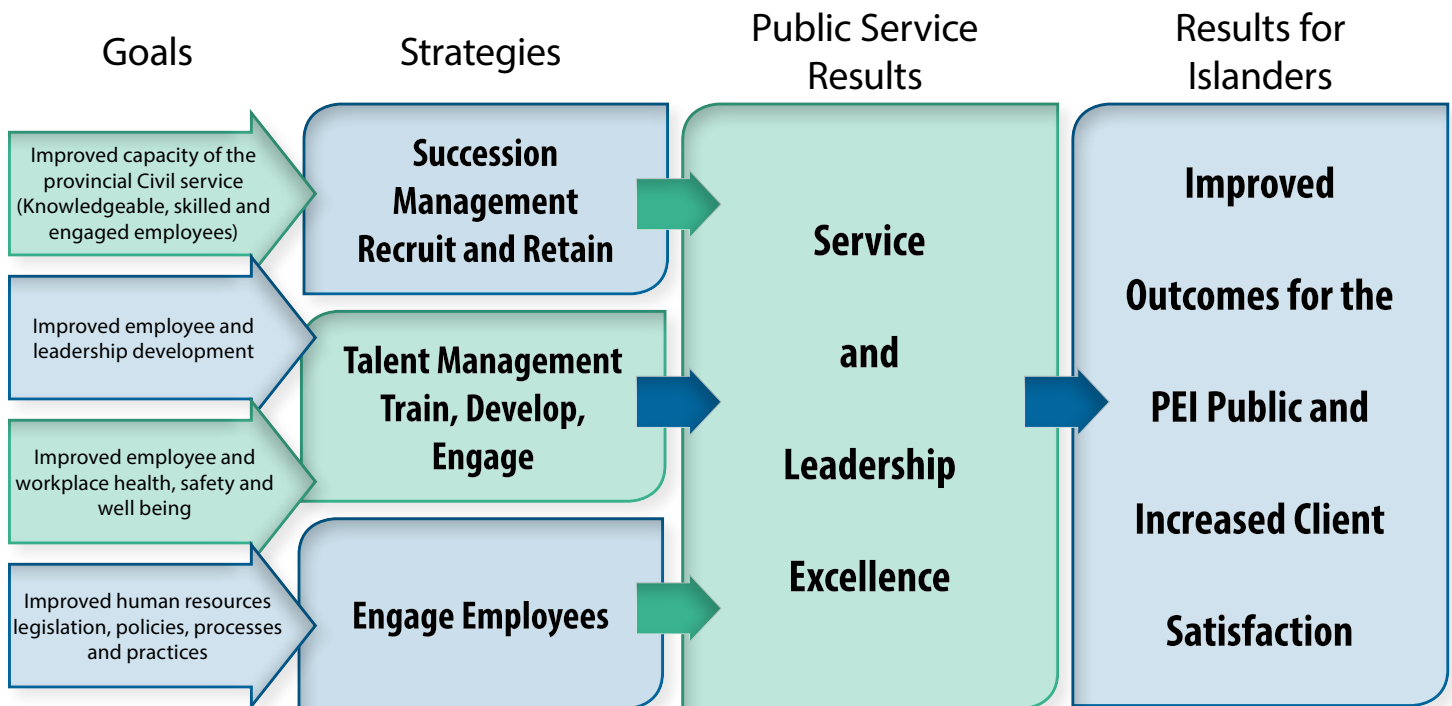 Goals
Strategies
Public Service
Results
Results for
Islanders
Improved capacity of the
provincial Civil service
(Knowledgeable, skilled and
engaged employees)
Improved employee and
leadership development
Improved employee and
workplace health, safety and
well being
Improved human resources
legislation, policies, processes
and practices
Succession
Management
Recruit and Retain
Talent Management
Train, Develop,
Engage
Engage Employees
Service
and
Leadership
Excellence
Improved
Outcomes for the
PEI Public and
Increased Client
Satisfaction